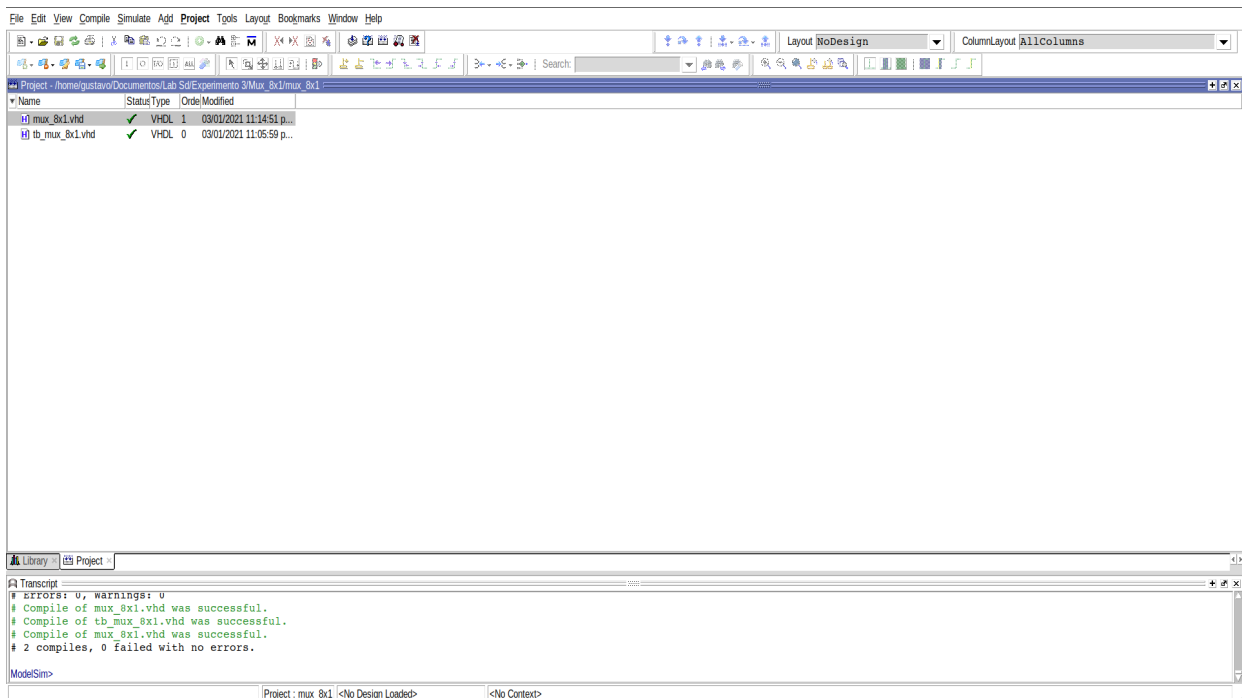 File Edit View Compile Simulate Add Project Tools Layout Bookmarks Window Help
Layout NoDesign ColumnLayout AllColumns
Search:
Project - /home/gustavo/Documentos/Lab Sd/Experimento 3/Mux_8x1/mux_8x1
Name Status Type Orde Modified
mux_8x1.vhd VHDL 1 03/01/2021 11:14:51 p...
tb_mux_8x1.vhd VHDL 0 03/01/2021 11:05:59 p...
Library Project
Transcript
# Errors: 0, Warnings: 0
# Compile of mux_8x1.vhd was successful.
# Compile of tb_mux_8x1.vhd was successful.
# Compile of mux_8x1.vhd was successful.
# 2 compiles, 0 failed with no errors.
ModelSim>
Project : mux_8x1 <No Design Loaded> <No Context>